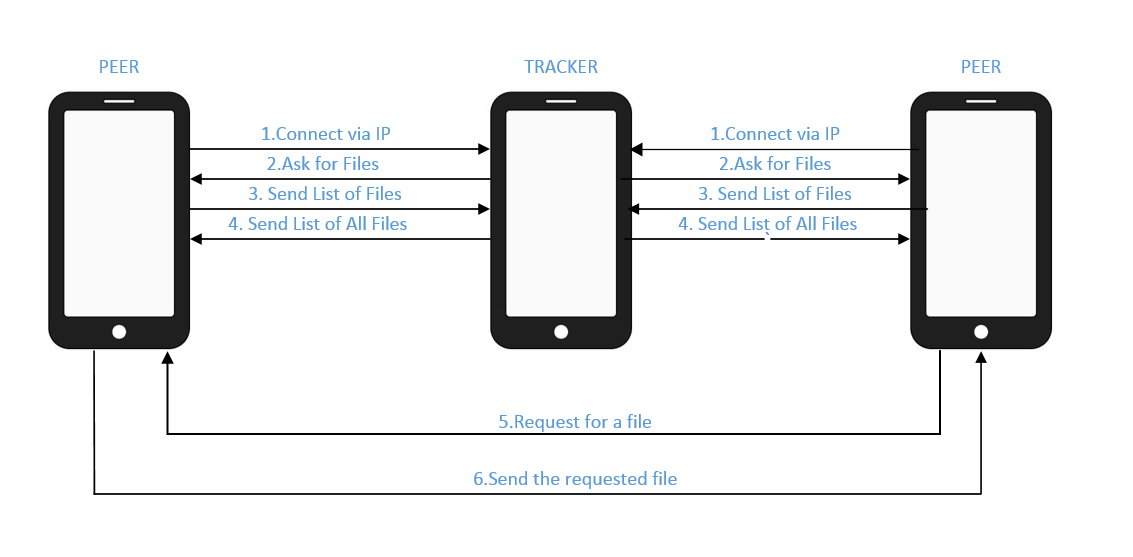 PEER
TRACKER
PEER
1.Connect via IP
1.Connect via IP
2.Ask for Files
2.Ask for Files
3. Send List of Files
3. Send List of Files
4. Send List of All Files
4. Send List of All Files
`
5.Request for a file
6.Send the requested file